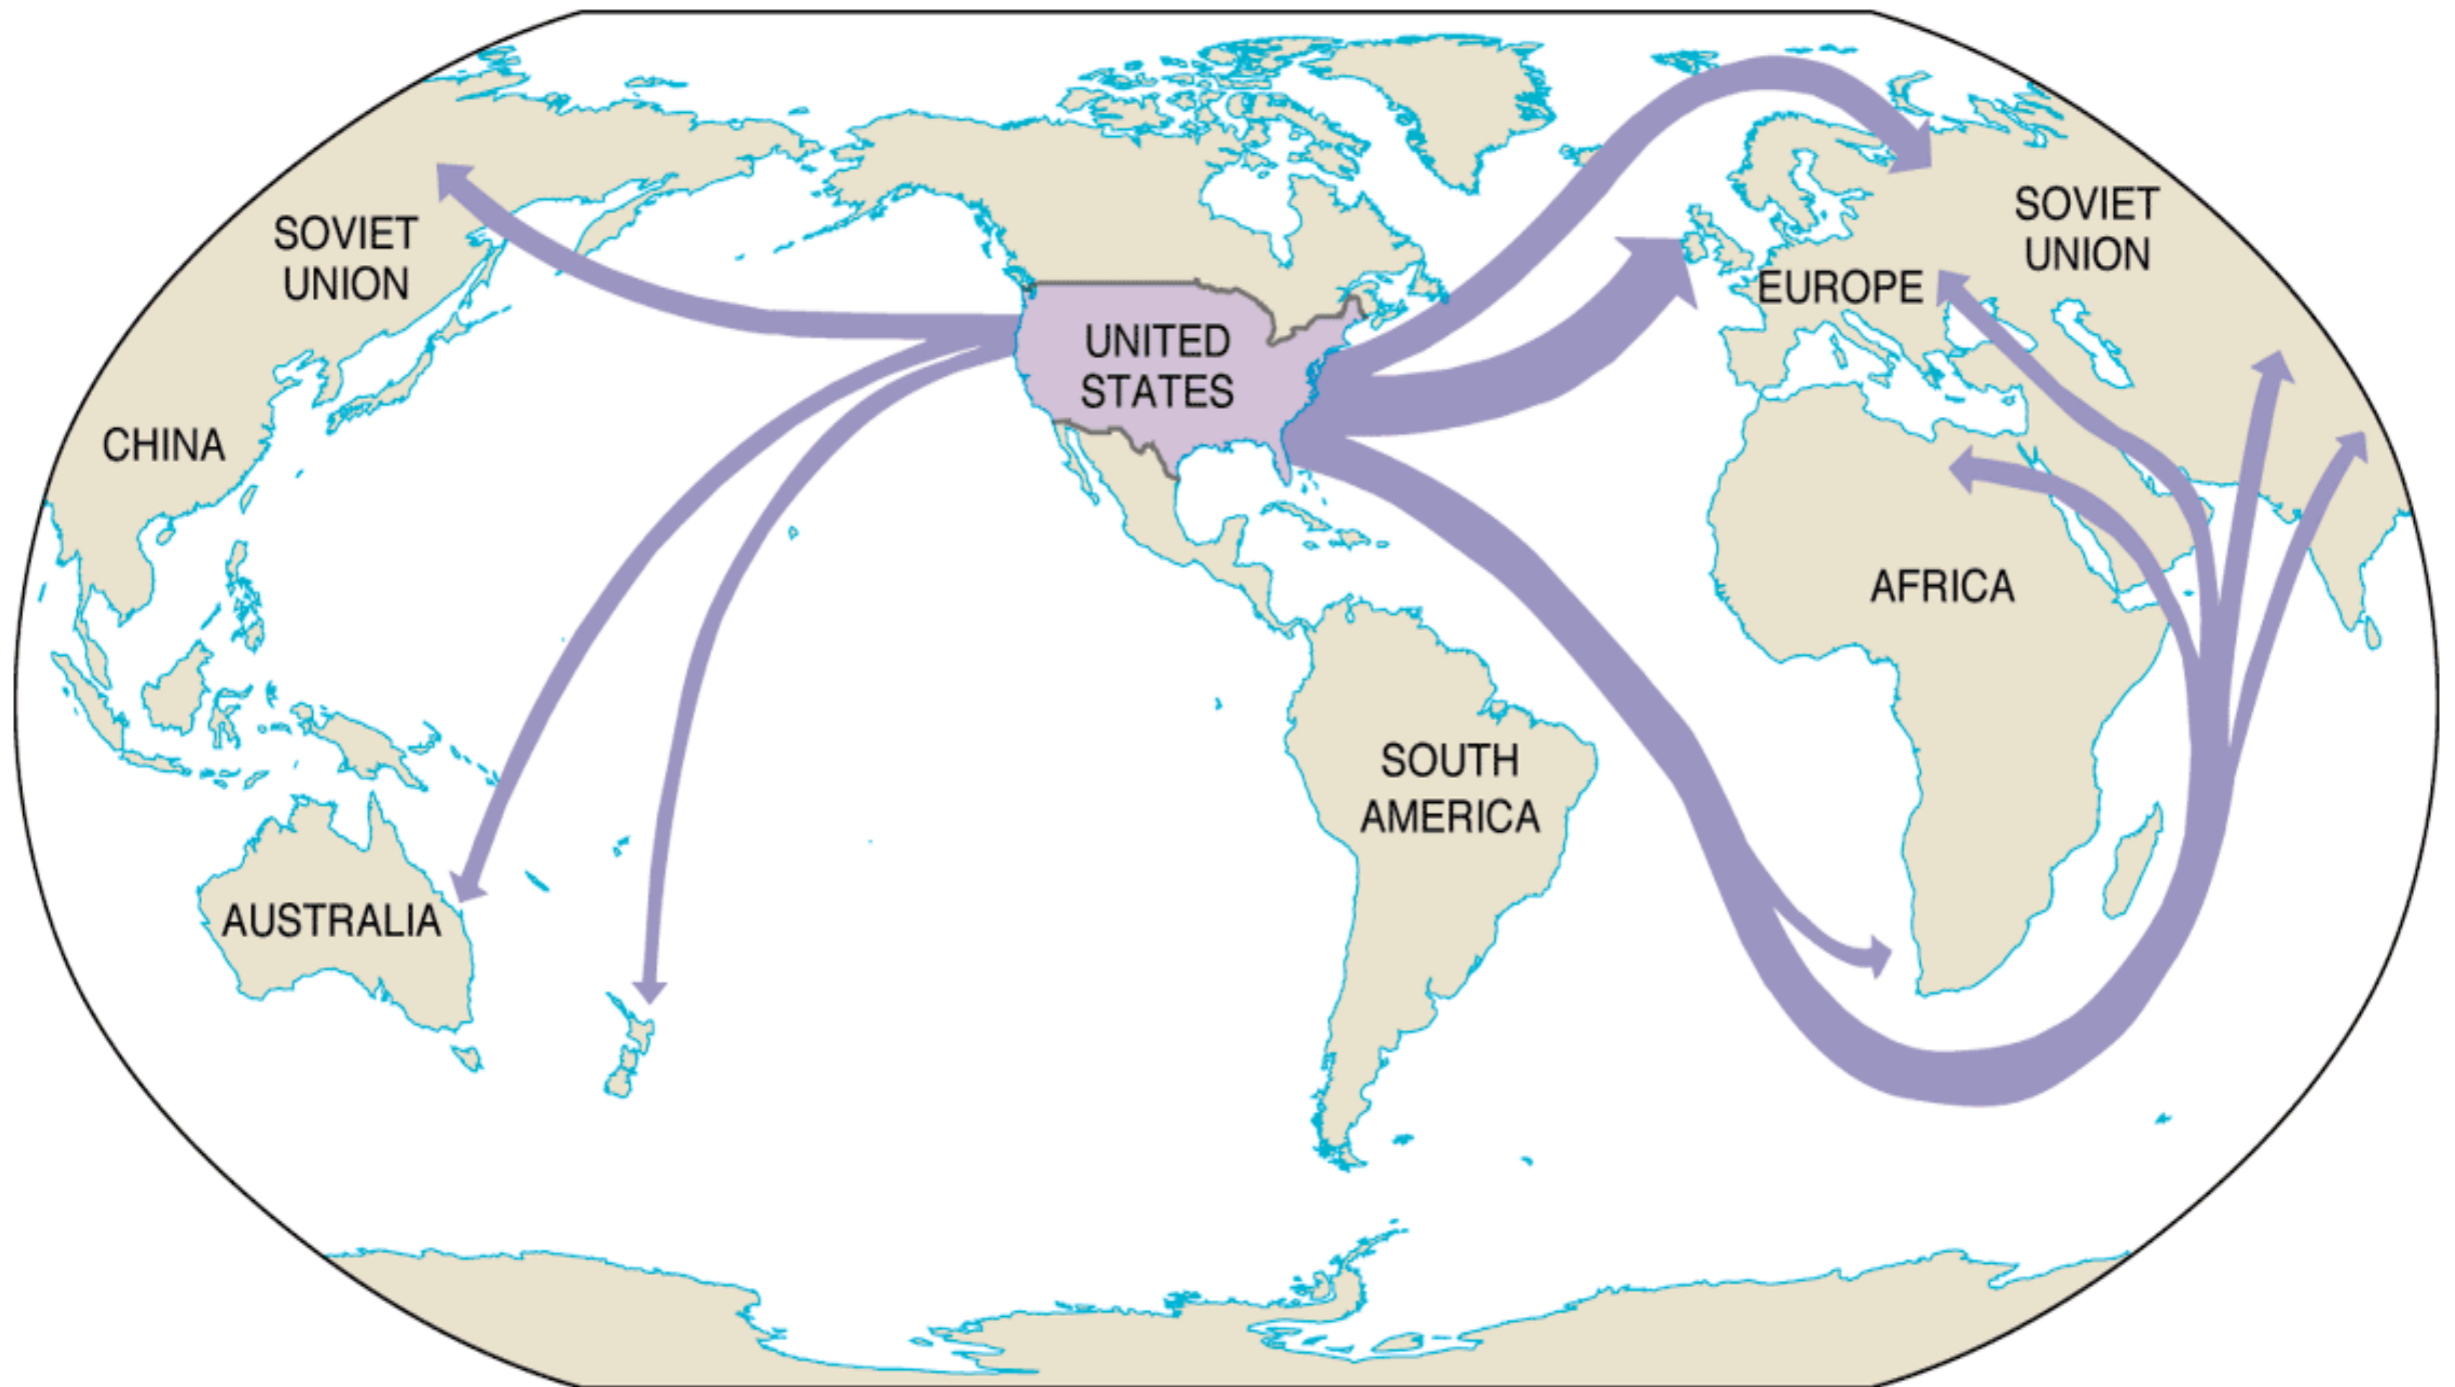 SOVIET
UNION
CHINA
AUSTRALIA
UNITED
STATES
SOUTH
AMERICA
EUROPE
AFRICA
SOVIET
UNION